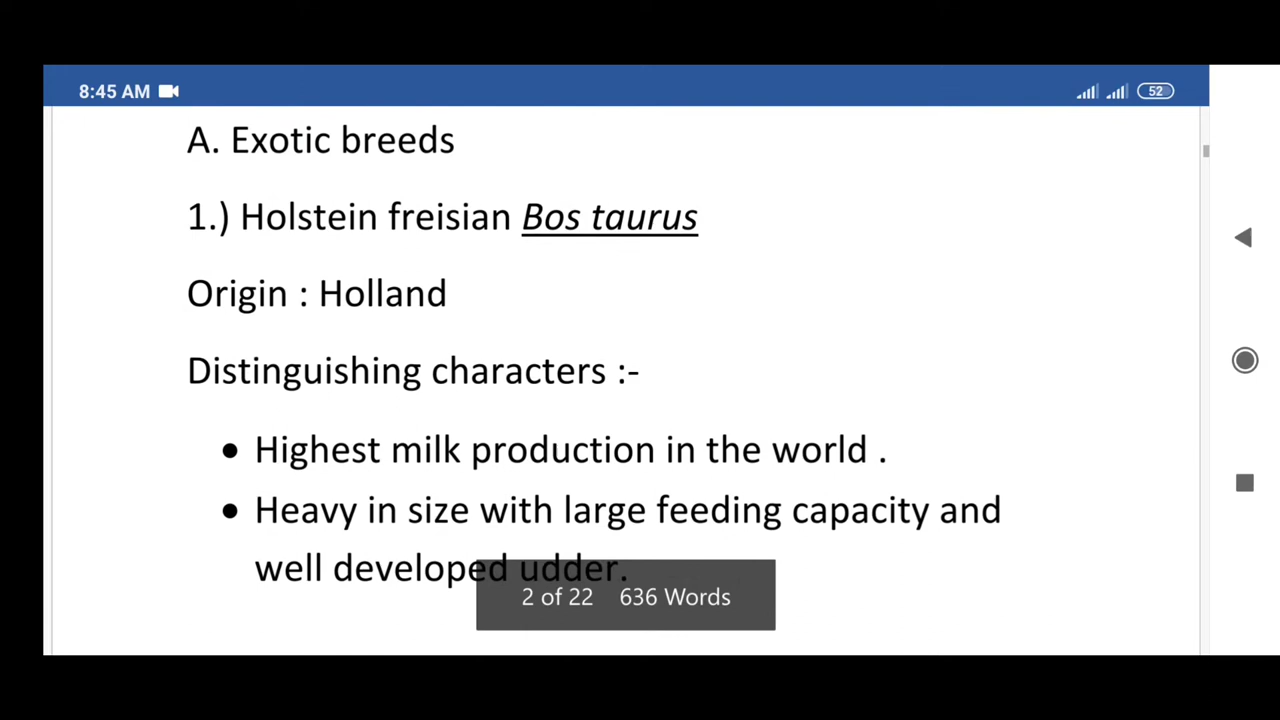 8:45 AM
52
A. Exotic breeds
1.) Holstein freisian Bos taurus
Origin : Holland
Distinguishing characters :-
• Highest milk production in the world .
• Heavy in size with large feeding capacity and
well developed udder.
2 of 22 636 Words